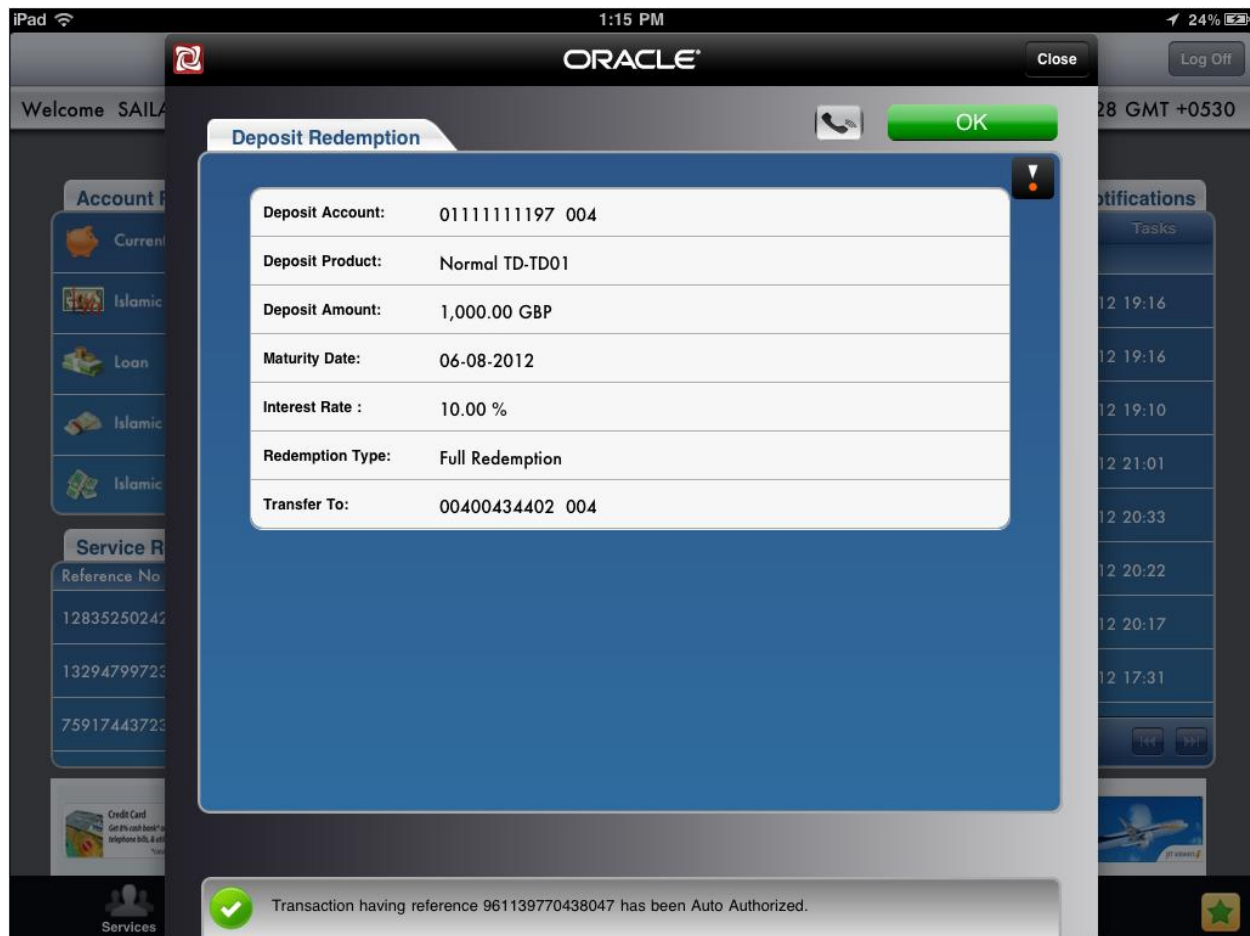 iPad 1:15 PM 24%
ORACLE
Close
Log Off
Welcome SAILA
28 GMT +0530
Deposit Redemption
OK
Deposit Account: 01111111197 004
Deposit Product: Normal TD-TD01
Deposit Amount: 1,000.00 GBP
Maturity Date: 06-08-2012
Interest Rate : 10.00 %
Redemption Type: Full Redemption
Transfer To: 00400434402 004
Account
Current
Islamic
Loan
Islamic
Islamic
Service R
Reference No
12835250242
13294799723
75917443723
otifications
Tasks
12 19:16
12 19:16
12 19:10
12 21:01
12 20:33
12 20:22
12 20:17
12 17:31
Credit Card
Transaction having reference 961139770438047 has been Auto Authorized.
Services